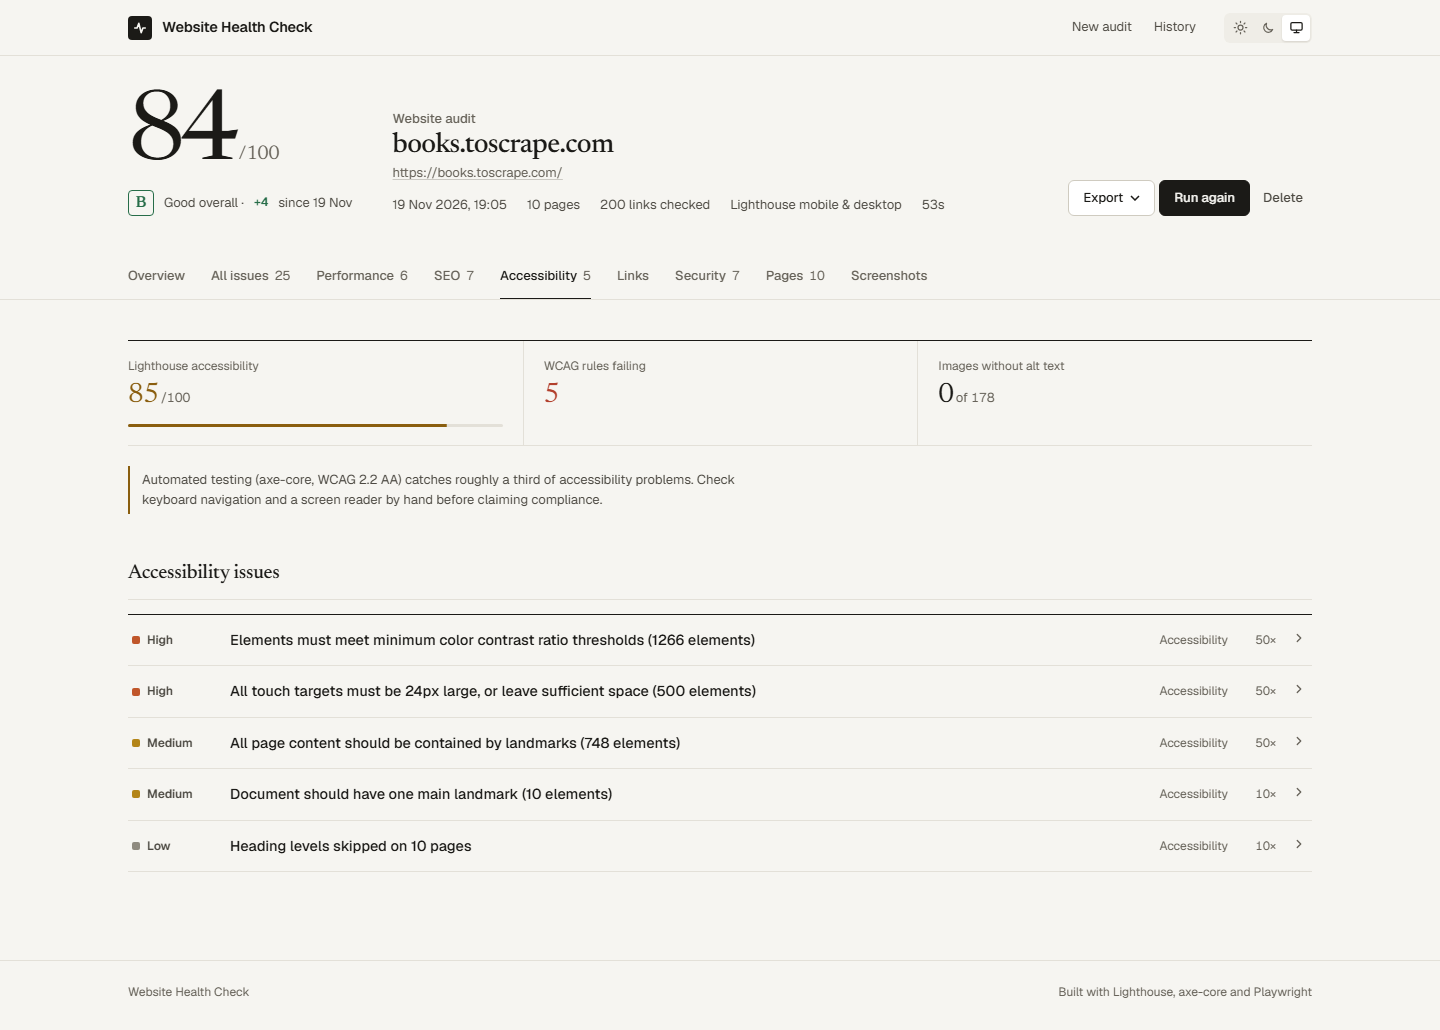 Website Health Check
New audit
History
84/100
Website audit
books.toscrape.com
https://books.toscrape.com/
B Good overall · +4 since 19 Nov
19 Nov 2026, 19:05 10 pages 200 links checked Lighthouse mobile & desktop 53s
Export
Run again
Delete
Overview All issues 25 Performance 6 SEO 7 Accessibility 5 Links Security 7 Pages 10 Screenshots
Lighthouse accessibility
85/100
WCAG rules failing
5
Images without alt text
0 of 178
Automated testing (axe-core, WCAG 2.2 AA) catches roughly a third of accessibility problems. Check
keyboard navigation and a screen reader by hand before claiming compliance.
Accessibility issues
High Elements must meet minimum color contrast ratio thresholds (1266 elements) Accessibility 50×
High All touch targets must be 24px large, or leave sufficient space (500 elements) Accessibility 50×
Medium All page content should be contained by landmarks (748 elements) Accessibility 50×
Medium Document should have one main landmark (10 elements) Accessibility 10×
Low Heading levels skipped on 10 pages Accessibility 10×
Website Health Check
Built with Lighthouse, axe-core and Playwright